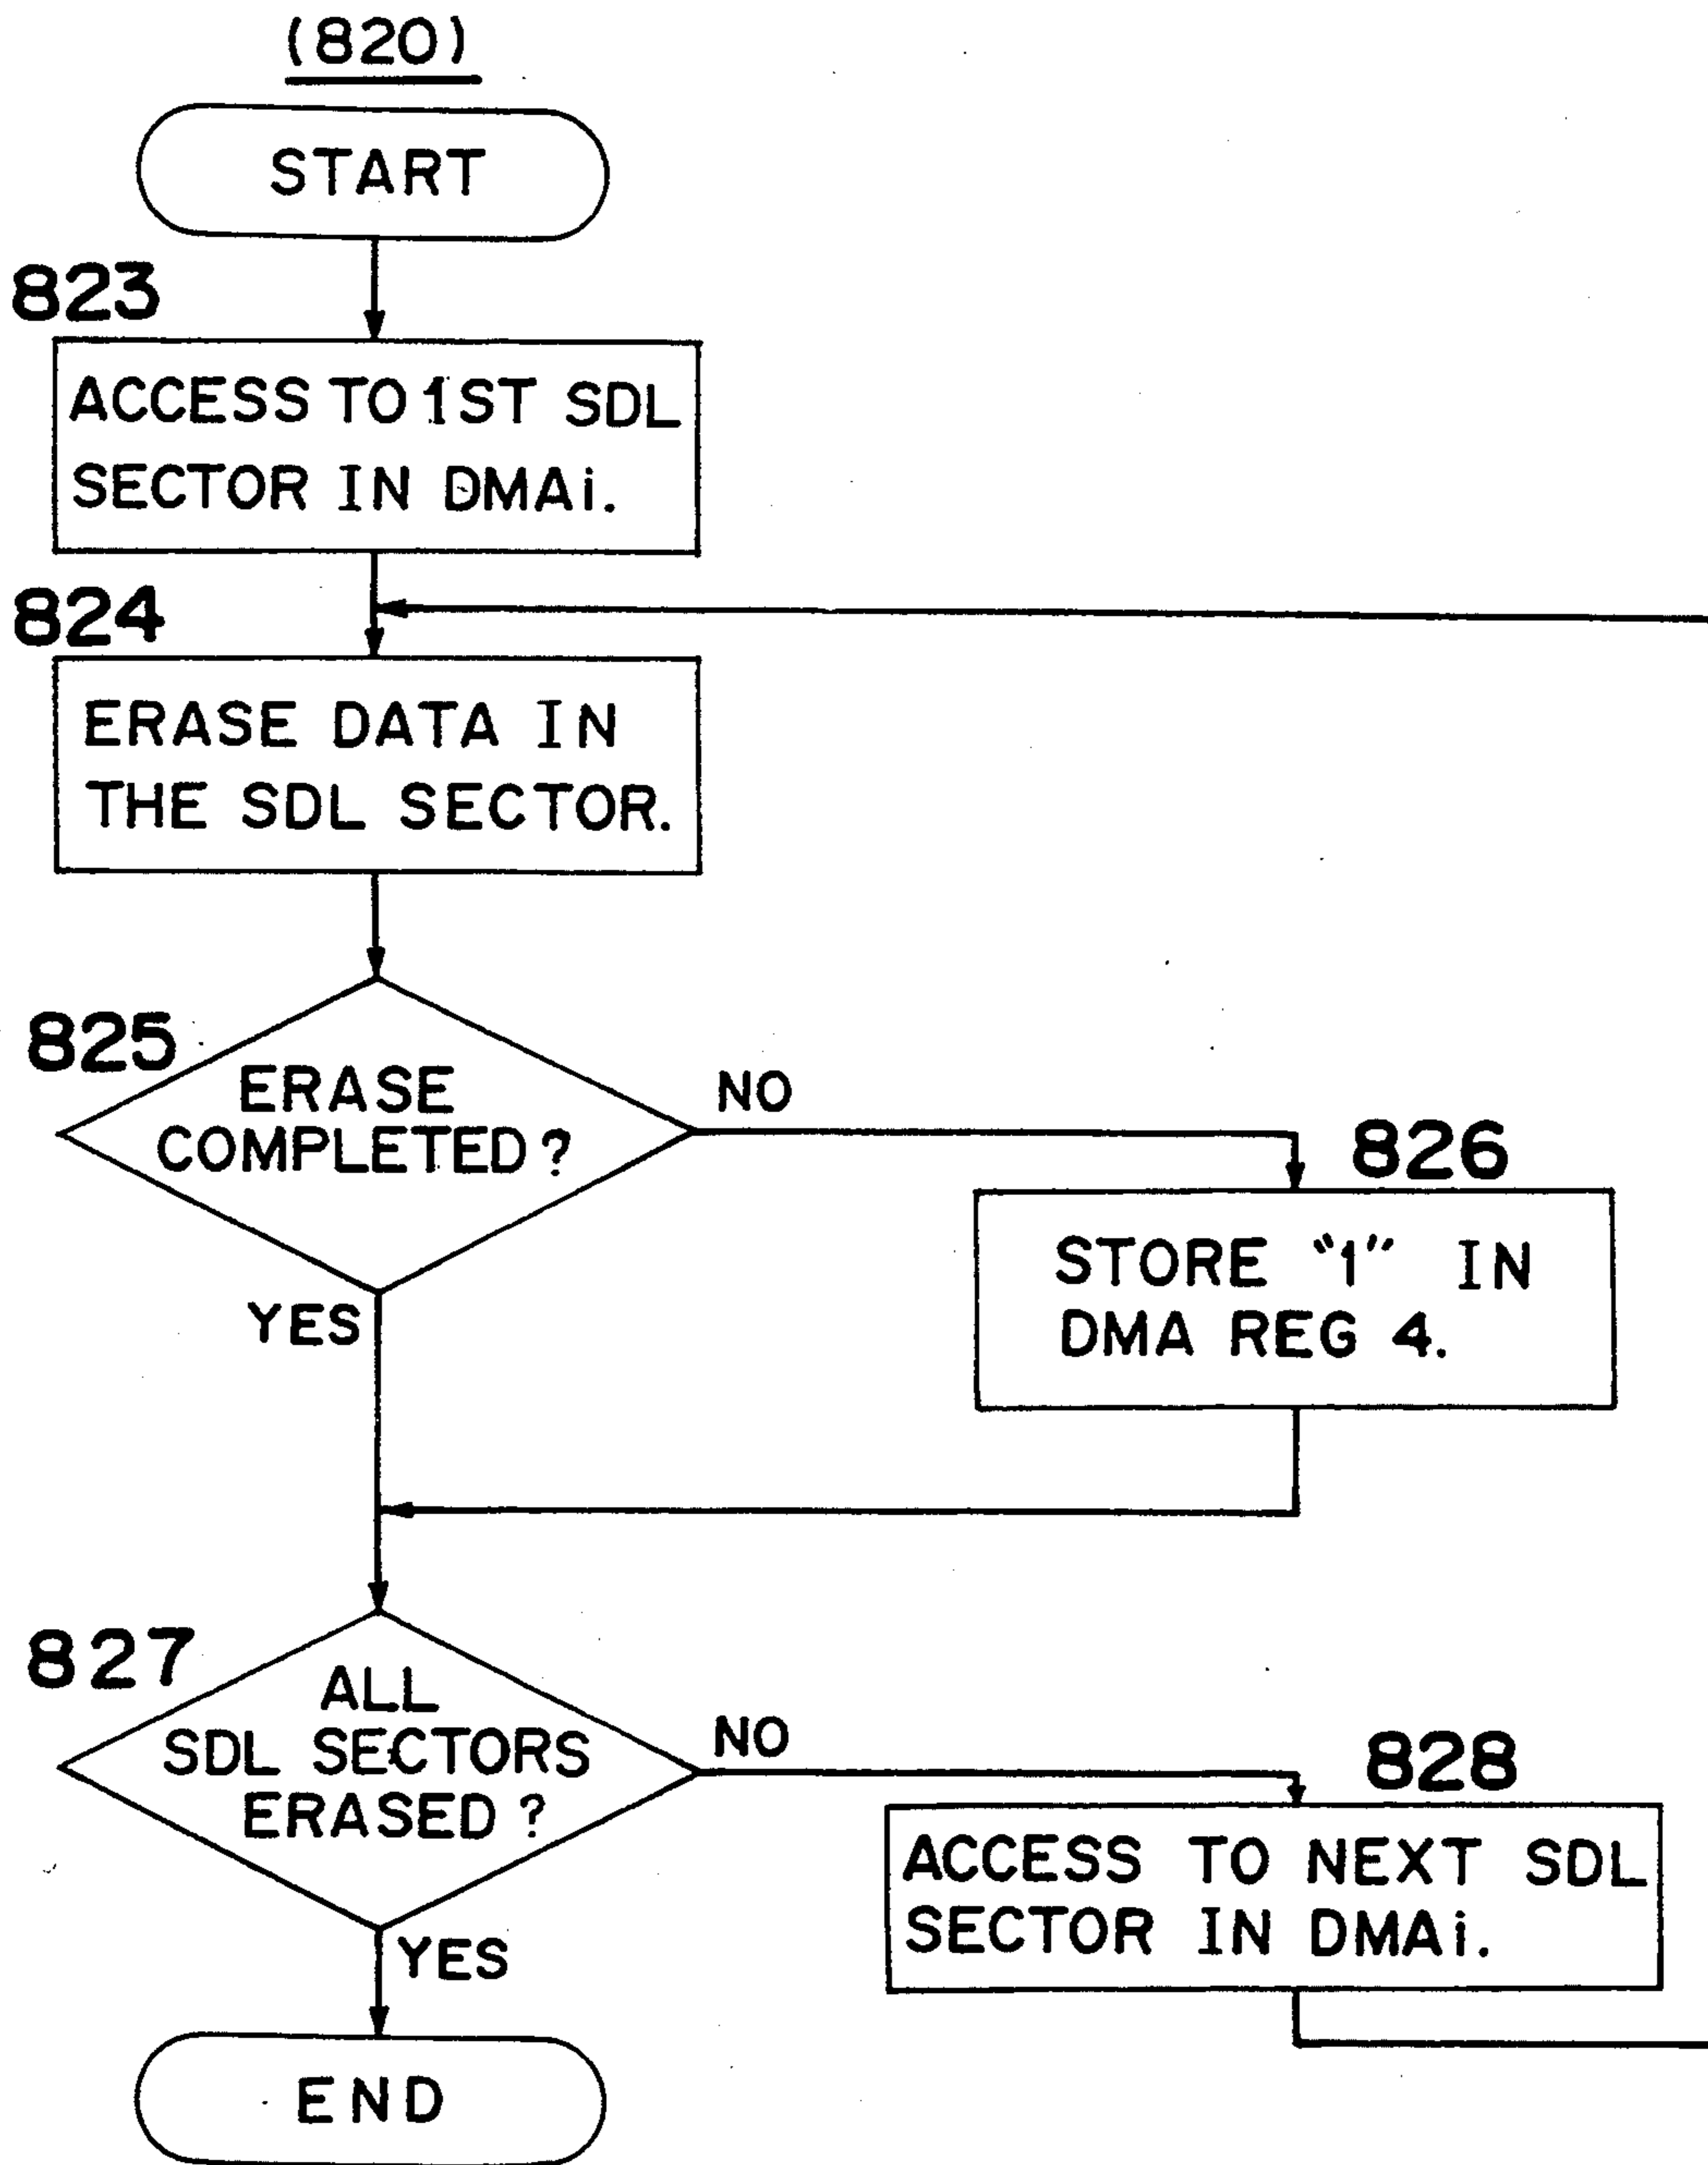 (820)
START
823
ACCESS TO 1ST SDL
SECTOR IN DMAi.
824
ERASE DATA IN
THE SDL SECTOR.
825
ERASE
COMPLETED?
NO
YES
826
STORE "1" IN
DMA REG 4.
827
ALL
SDL SECTORS
ERASED?
NO
YES
828
ACCESS TO NEXT SDL
SECTOR IN DMAi.
END